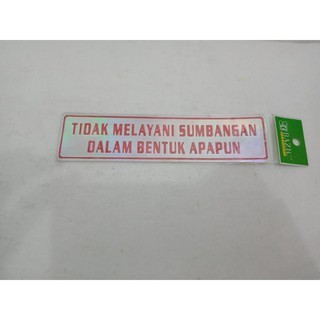 TIDAK MELAYANI SUMBANGAN
DALAM BENTUK APAPUN